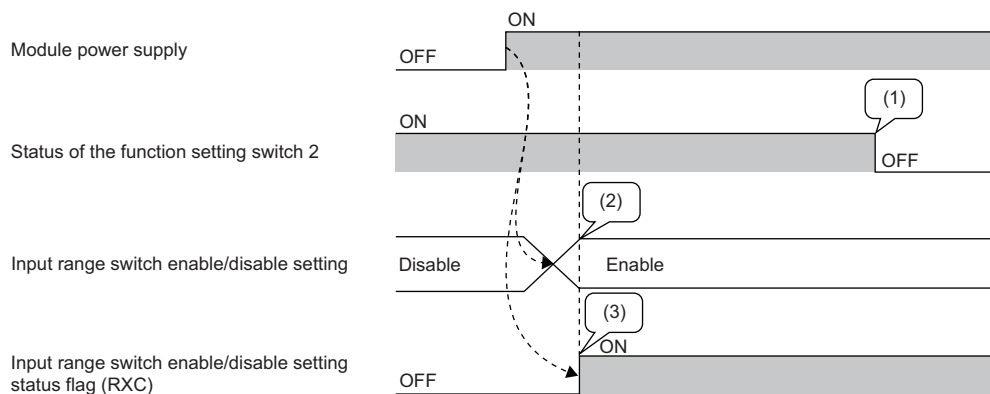 ON
Module power supply
OFF
(1)
ON
Status of the function setting switch 2
OFF
(2)
Input range switch enable/disable setting
Disable
Enable
(3)
ON
Input range switch enable/disable setting
status flag (RXC)
OFF